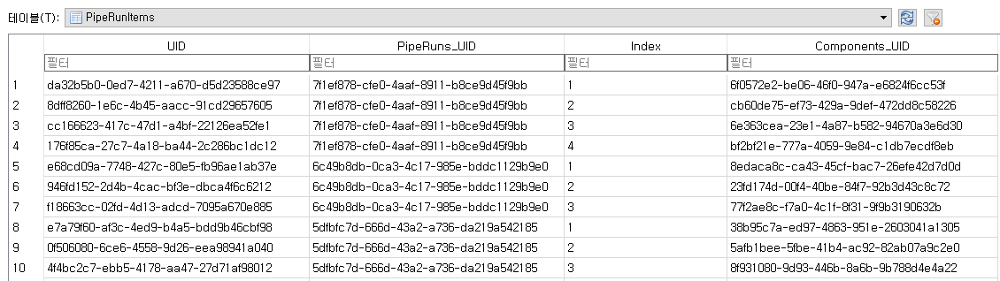 테이블(T): PipeRunItems
UID PipeRuns_UID Index Components_UID
필터 필터 필터 필터
1 da32b5b0-0ed7-4211-a670-d5d23588ce97 7f1ef878-cfe0-4aaf-8911-b8ce9d45f9bb 1 6f0572e2-be06-46f0-947a-e6824f6cc53f
2 8dff8260-1e6c-4b45-aacc-91cd29657605 7f1ef878-cfe0-4aaf-8911-b8ce9d45f9bb 2 cb60de75-ef73-429a-9def-472dd8c58226
3 cc166623-417c-47d1-a4bf-22126ea52fe1 7f1ef878-cfe0-4aaf-8911-b8ce9d45f9bb 3 6e363cea-23e1-4a87-b582-94670a3e6d30
4 176f85ca-27c7-4a18-ba44-2c286bc1dc12 7f1ef878-cfe0-4aaf-8911-b8ce9d45f9bb 4 bf2bf21e-777a-4059-9e84-c1db7ecdf8eb
5 e68cd09a-7748-427c-80e5-fb96ae1ab37e 6c49b8db-0ca3-4c17-985e-bddc1129b9e0 1 8edaca8c-ca43-45cf-bac7-26efe42d7d0d
6 946fd152-2d4b-4cac-bf3e-dbca4f6c6212 6c49b8db-0ca3-4c17-985e-bddc1129b9e0 2 23fd174d-00f4-40be-84f7-92b3d43c8c72
7 f18663cc-02fd-4d13-adcd-7095a670e885 6c49b8db-0ca3-4c17-985e-bddc1129b9e0 3 77f2ae8c-f7a0-4c1f-8f31-9f9b3190632b
8 e7a79f60-af3c-4ed9-b4a5-bdd9b46cbf98 5dfbfc7d-666d-43a2-a736-da219a542185 1 38b95c7a-ed97-4863-951e-2603041a1305
9 0f506080-6ce6-4558-9d26-eea98941a040 5dfbfc7d-666d-43a2-a736-da219a542185 2 5afb1bee-5fbe-41b4-ac92-82ab07a9c2e0
10 4f4bc2c7-ebb5-4178-aa47-27d71af98012 5dfbfc7d-666d-43a2-a736-da219a542185 3 8f931080-9d93-446b-8a6b-9b788d4e4a22